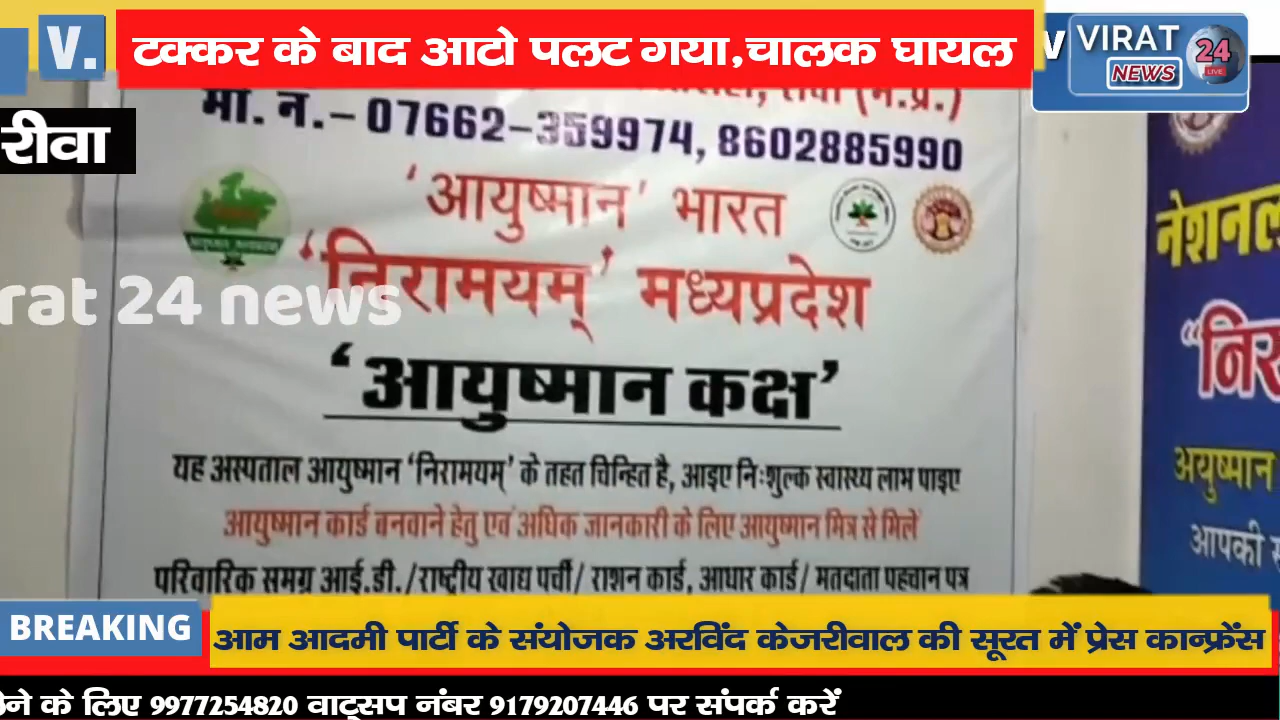 V.
टक्कर के बाद आटो पलट गया,चालक घायल
VIRAT
NEWS
24
LIVE
रीवा
रीवा (म.प्र.)
मो. नं.– 07662–359974, 8602885990
‘आयुष्मान’ भारत
‘निरामयम्’ मध्यप्रदेश
rat 24 news
‘आयुष्मान कक्ष’
यह अस्पताल आयुष्मान ‘निरामयम्’ के तहत चिन्हित है, आइए निःशुल्क स्वास्थ्य लाभ पाइए
आयुष्मान कार्ड बनवाने हेतु एवं अधिक जानकारी के लिए आयुष्मान मित्र से मिलें
परिवारिक समग्र आई.डी./राष्ट्रीय खाद्य पर्ची/ राशन कार्ड, आधार कार्ड/ मतदाता पहचान पत्र
नेशनल
“निर
अयुष्मान
आपकी
BREAKING
आम आदमी पार्टी के संयोजक अरविंद केजरीवाल की सूरत में प्रेस कान्फ्रेंस
के लिए 9977254820 वाट्सप नंबर 9179207446 पर संपर्क करें